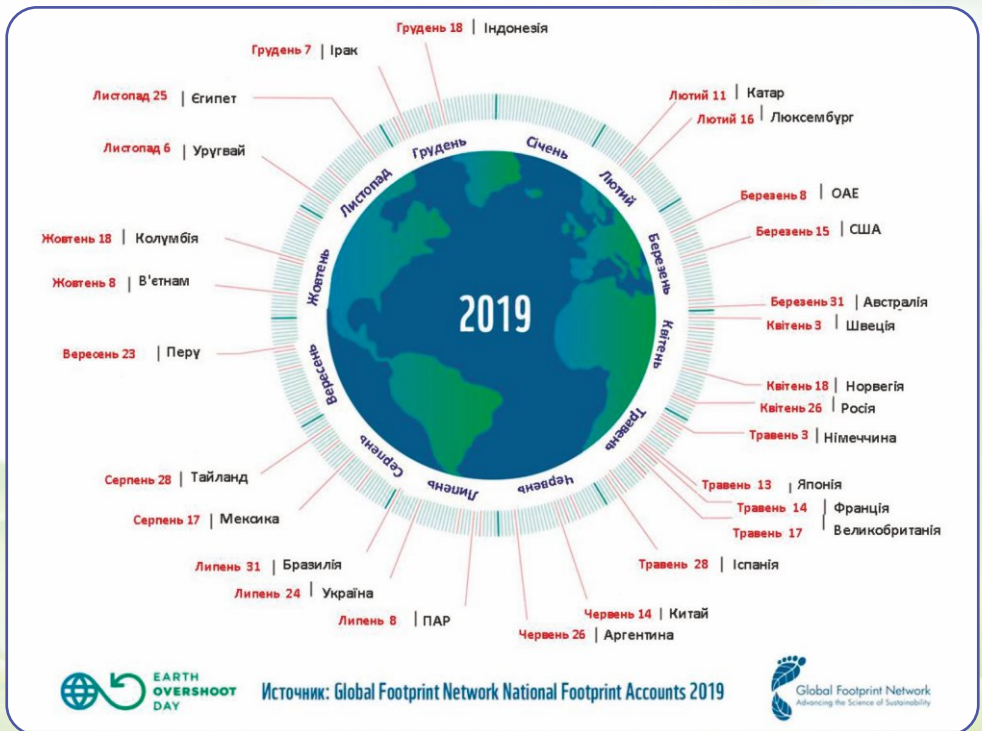 Грудень 18 | Індонезія
Грудень 7 | Ірак
Листопад 25 | Єгипет
Листопад 6 | Уругвай
Жовтень 18 | Колумбія
Жовтень 8 | В'єтнам
Вересень 23 | Перу
Серпень 28 | Тайланд
Серпень 17 | Мексика
Липень 31 | Бразилія
Липень 24 | Україна
Липень 8 | ПАР
Лютий 11 | Катар
Лютий 16 | Люксембург
Березень 8 | ОАЕ
Березень 15 | США
Березень 31 | Австралія
Квітень 3 | Швеція
Квітень 18 | Норвегія
Квітень 26 | Росія
Травень 3 | Німеччина
Травень 13 | Японія
Травень 14 | Франція
Травень 17 | Великобританія
Травень 28 | Іспанія
Червень 14 | Китай
Червень 26 | Аргентина
Січень
Лютий
Березень
Квітень
Травень
Червень
Липень
Серпень
Вересень
Жовтень
Листопад
Грудень
2019
EARTH
OVERSHOOT
DAY
Источник: Global Footprint Network National Footprint Accounts 2019
Global Footprint Network
Advancing the Science of Sustainability